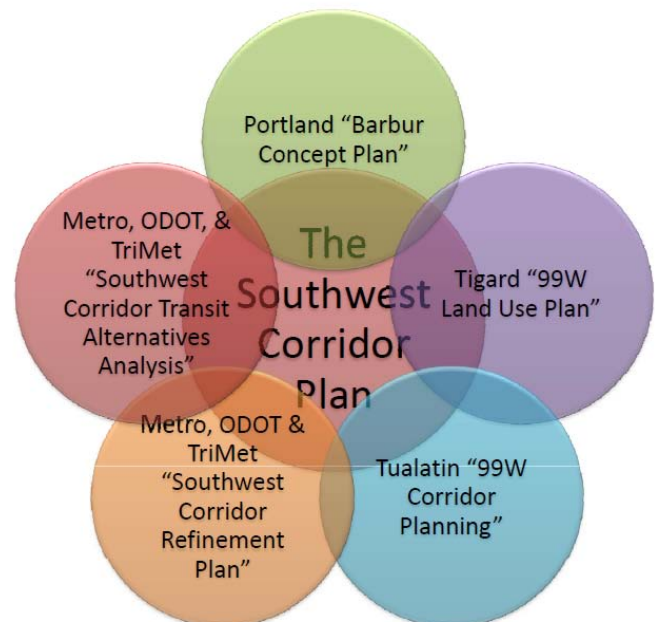 Portland “Barbur
Concept Plan”
Metro, ODOT, &
TriMet
“Southwest
Corridor Transit
Alternatives
Analysis”
The
Southwest
Corridor
Plan
Tigard “99W
Land Use Plan”
Metro, ODOT &
TriMet
“Southwest
Corridor
Refinement
Plan”
Tualatin “99W
Corridor
Planning”